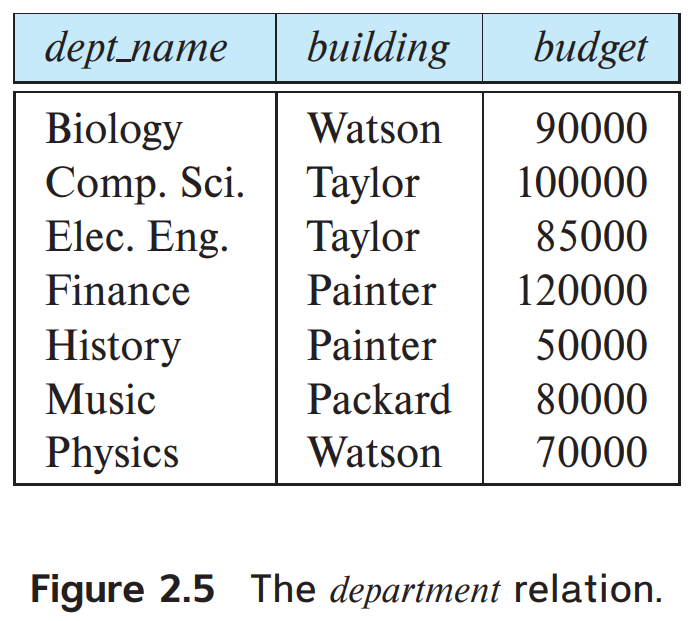 dept_name building budget
Biology Watson 90000
Comp. Sci. Taylor 100000
Elec. Eng. Taylor 85000
Finance Painter 120000
History Painter 50000
Music Packard 80000
Physics Watson 70000
Figure 2.5 The department relation.